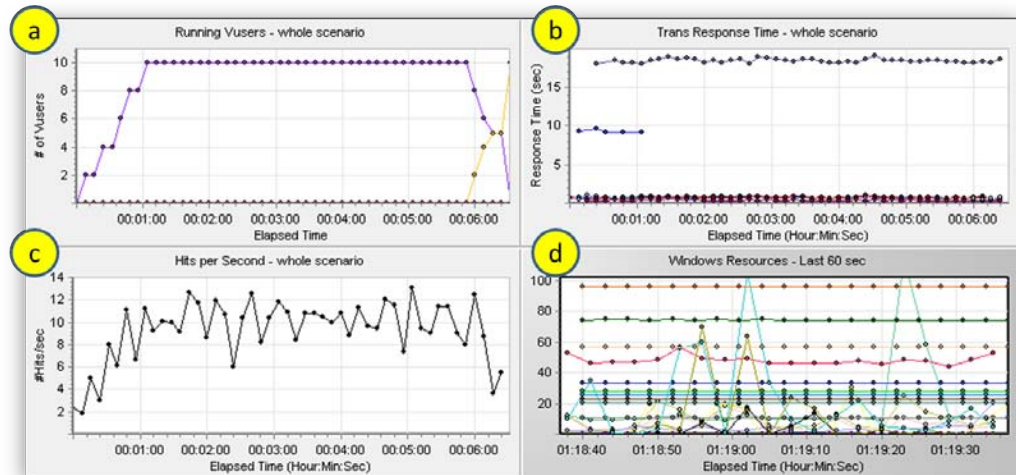 a
Running Vusers - whole scenario
# of Vusers
10
8
6
4
2
00:01:00 00:02:00 00:03:00 00:04:00 00:05:00 00:06:00
Elapsed Time
b
Trans Response Time - whole scenario
Response Time (sec)
15
10
5
00:01:00 00:02:00 00:03:00 00:04:00 00:05:00 00:06:00
Elapsed Time (Hour:Min:Sec)
c
Hits per Second - whole scenario
#Hits/sec
14
12
10
8
6
4
2
00:01:00 00:02:00 00:03:00 00:04:00 00:05:00 00:06:00
Elapsed Time (Hour:Min:Sec)
d
Windows Resources - Last 60 sec
100
80
60
40
20
01:18:40 01:18:50 01:19:00 01:19:10 01:19:20 01:19:30
Elapsed Time (Hour:Min:Sec)